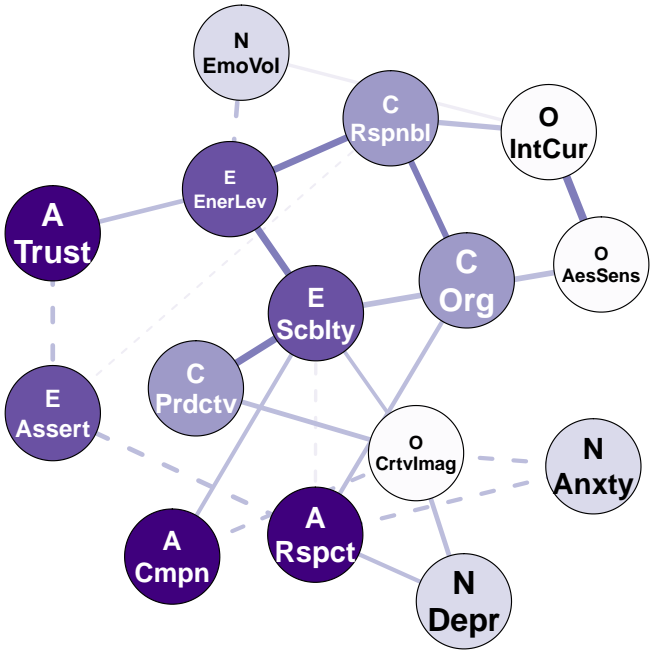 N
EmoVol
C
Rspnbl
O
IntCur
E
EnerLev
A
Trust
O
AesSens
C
Org
E
Scblty
C
Prdctv
E
Assert
O
CrtvImag
N
Anxty
A
Rspct
A
Cmpn
N
Depr